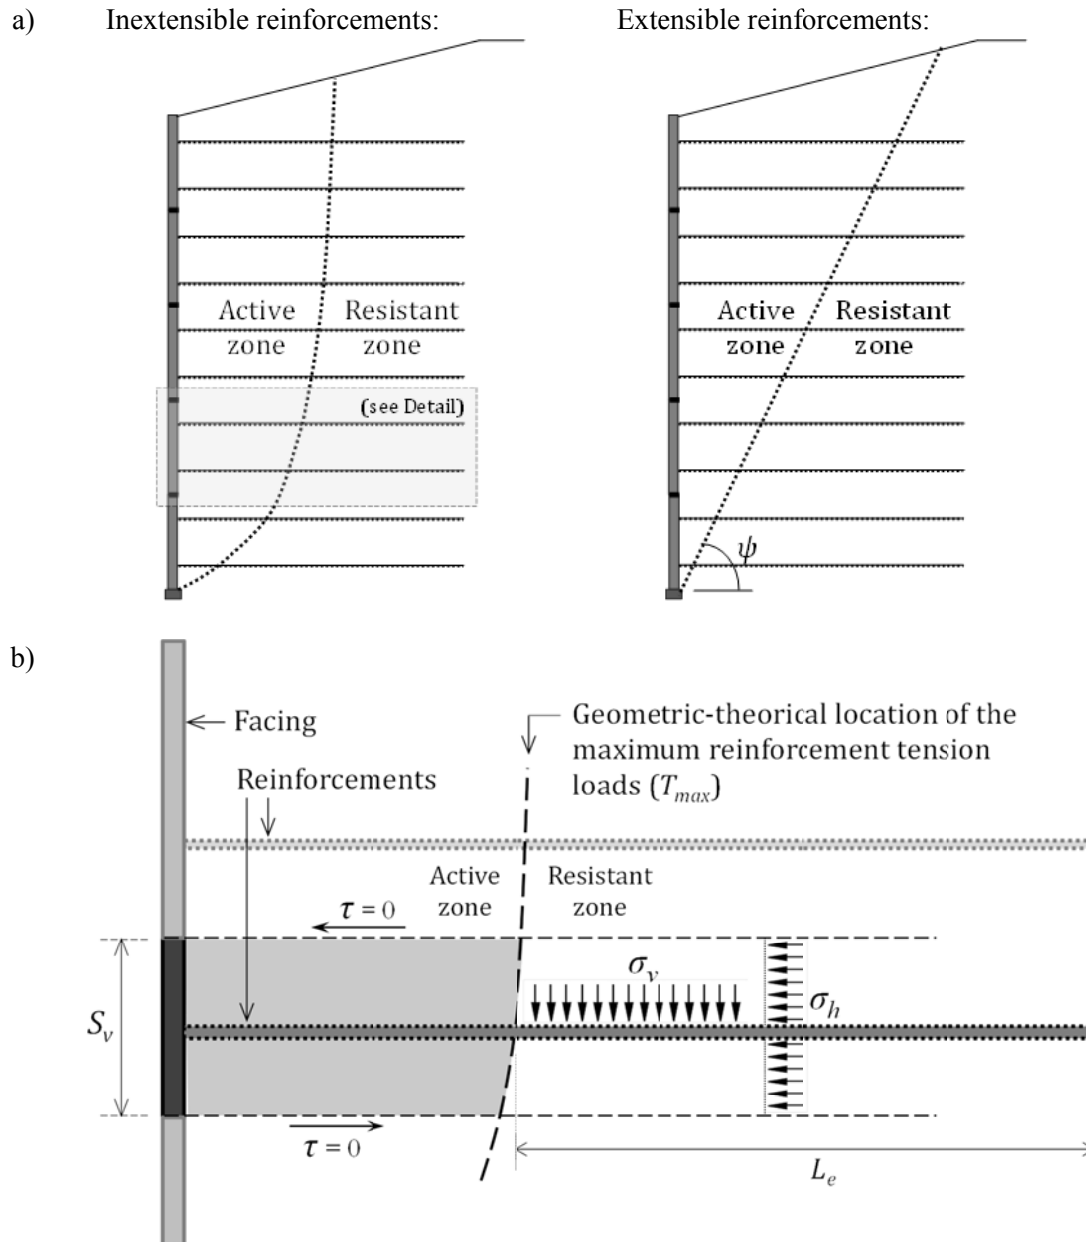 a)
Inextensible reinforcements:
Extensible reinforcements:
Active
zone
Resistant
zone
(see Detail)
Active
zone
Resistant
zone
ψ
b)
Facing
Reinforcements
Geometric-theorical location of the
maximum reinforcement tension
loads (Tmax)
Active
zone
Resistant
zone
τ = 0
σv
Sv
σh
τ = 0
Le